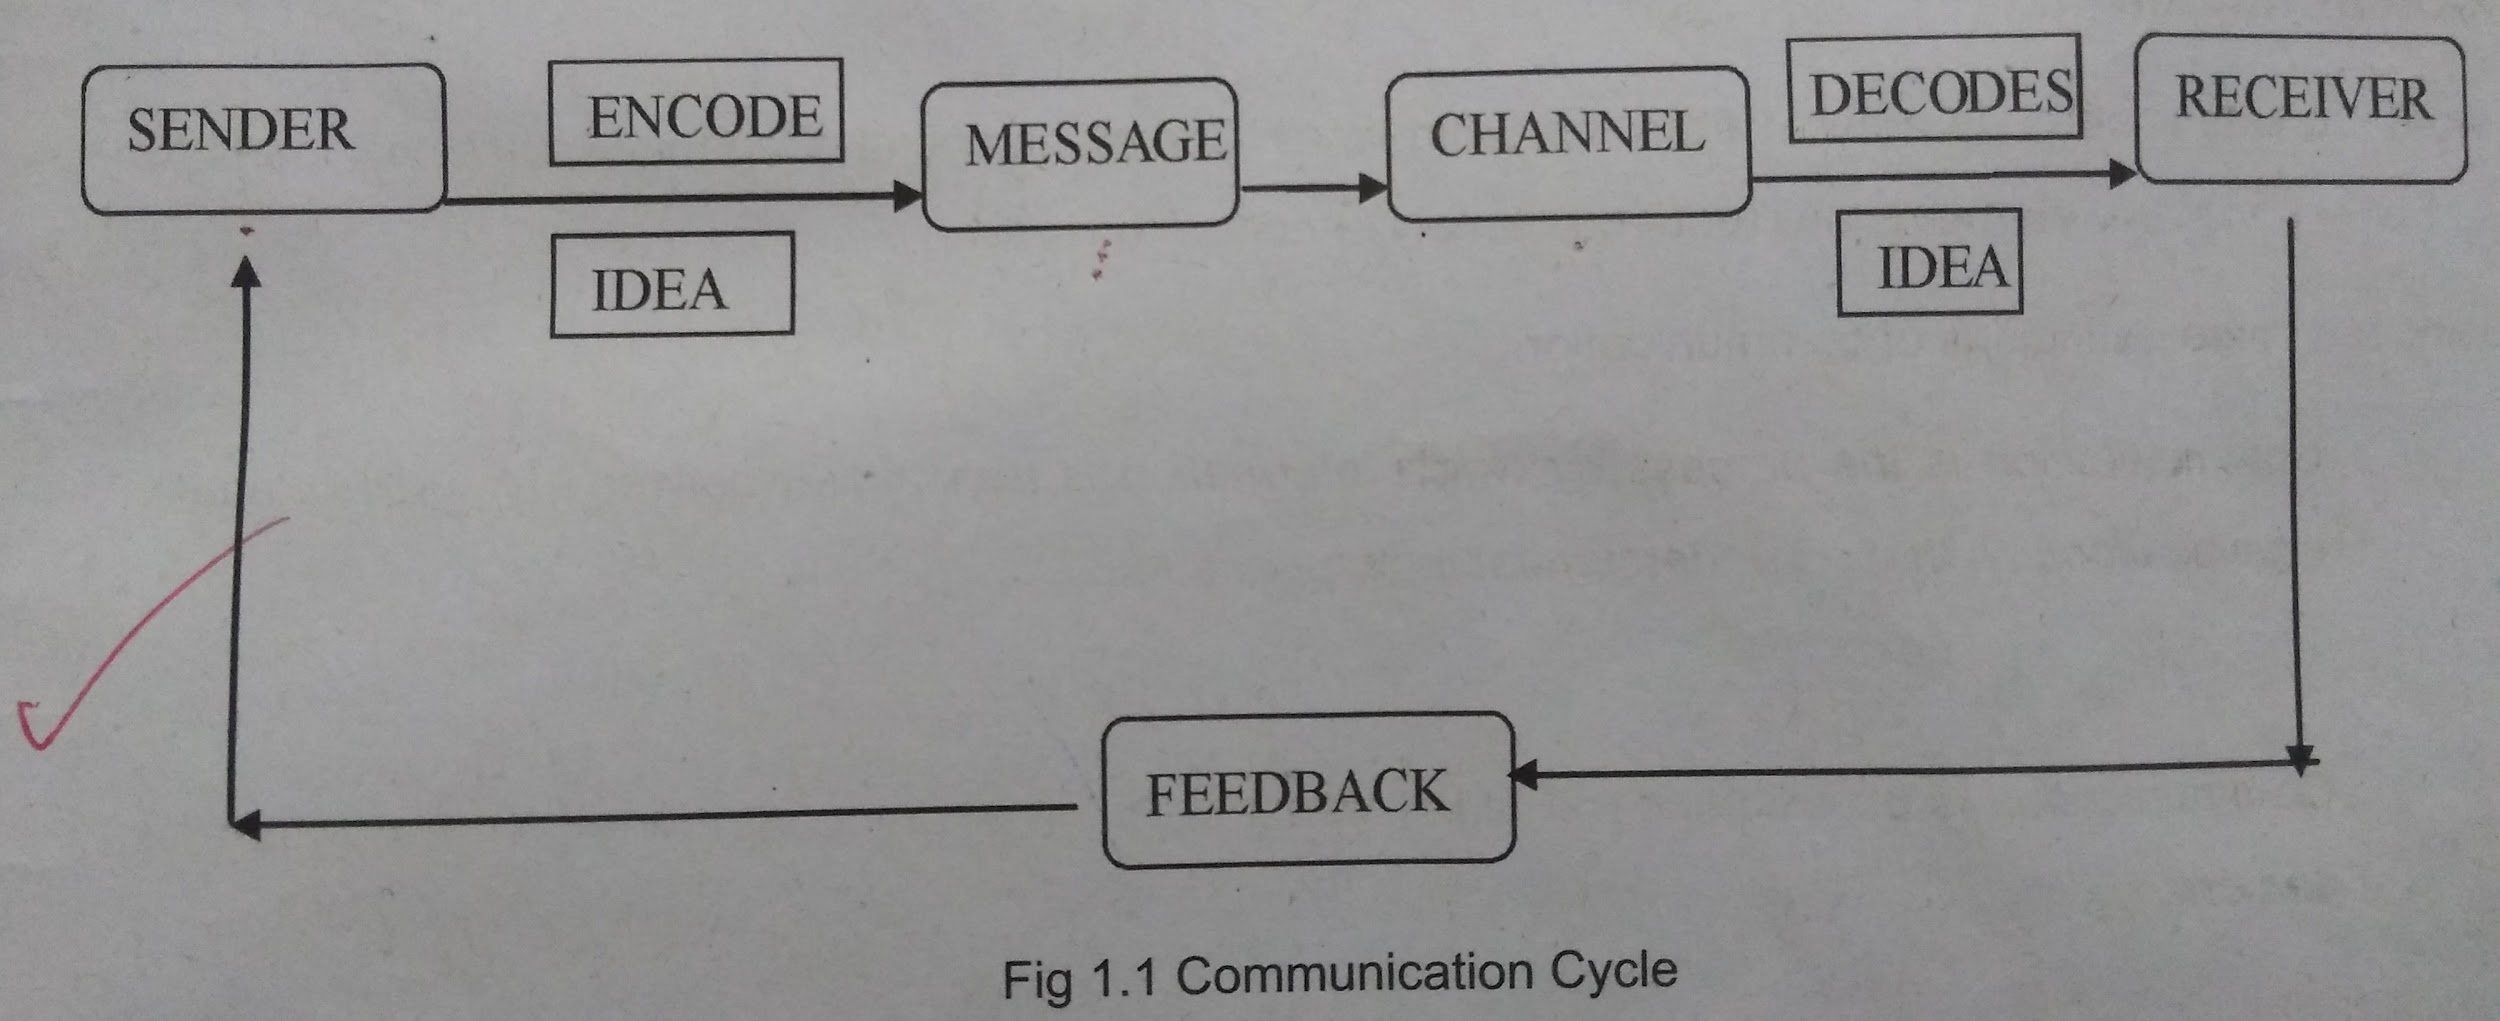 SENDER
ENCODE
IDEA
MESSAGE
CHANNEL
DECODES
IDEA
RECEIVER
FEEDBACK
Fig 1.1 Communication Cycle